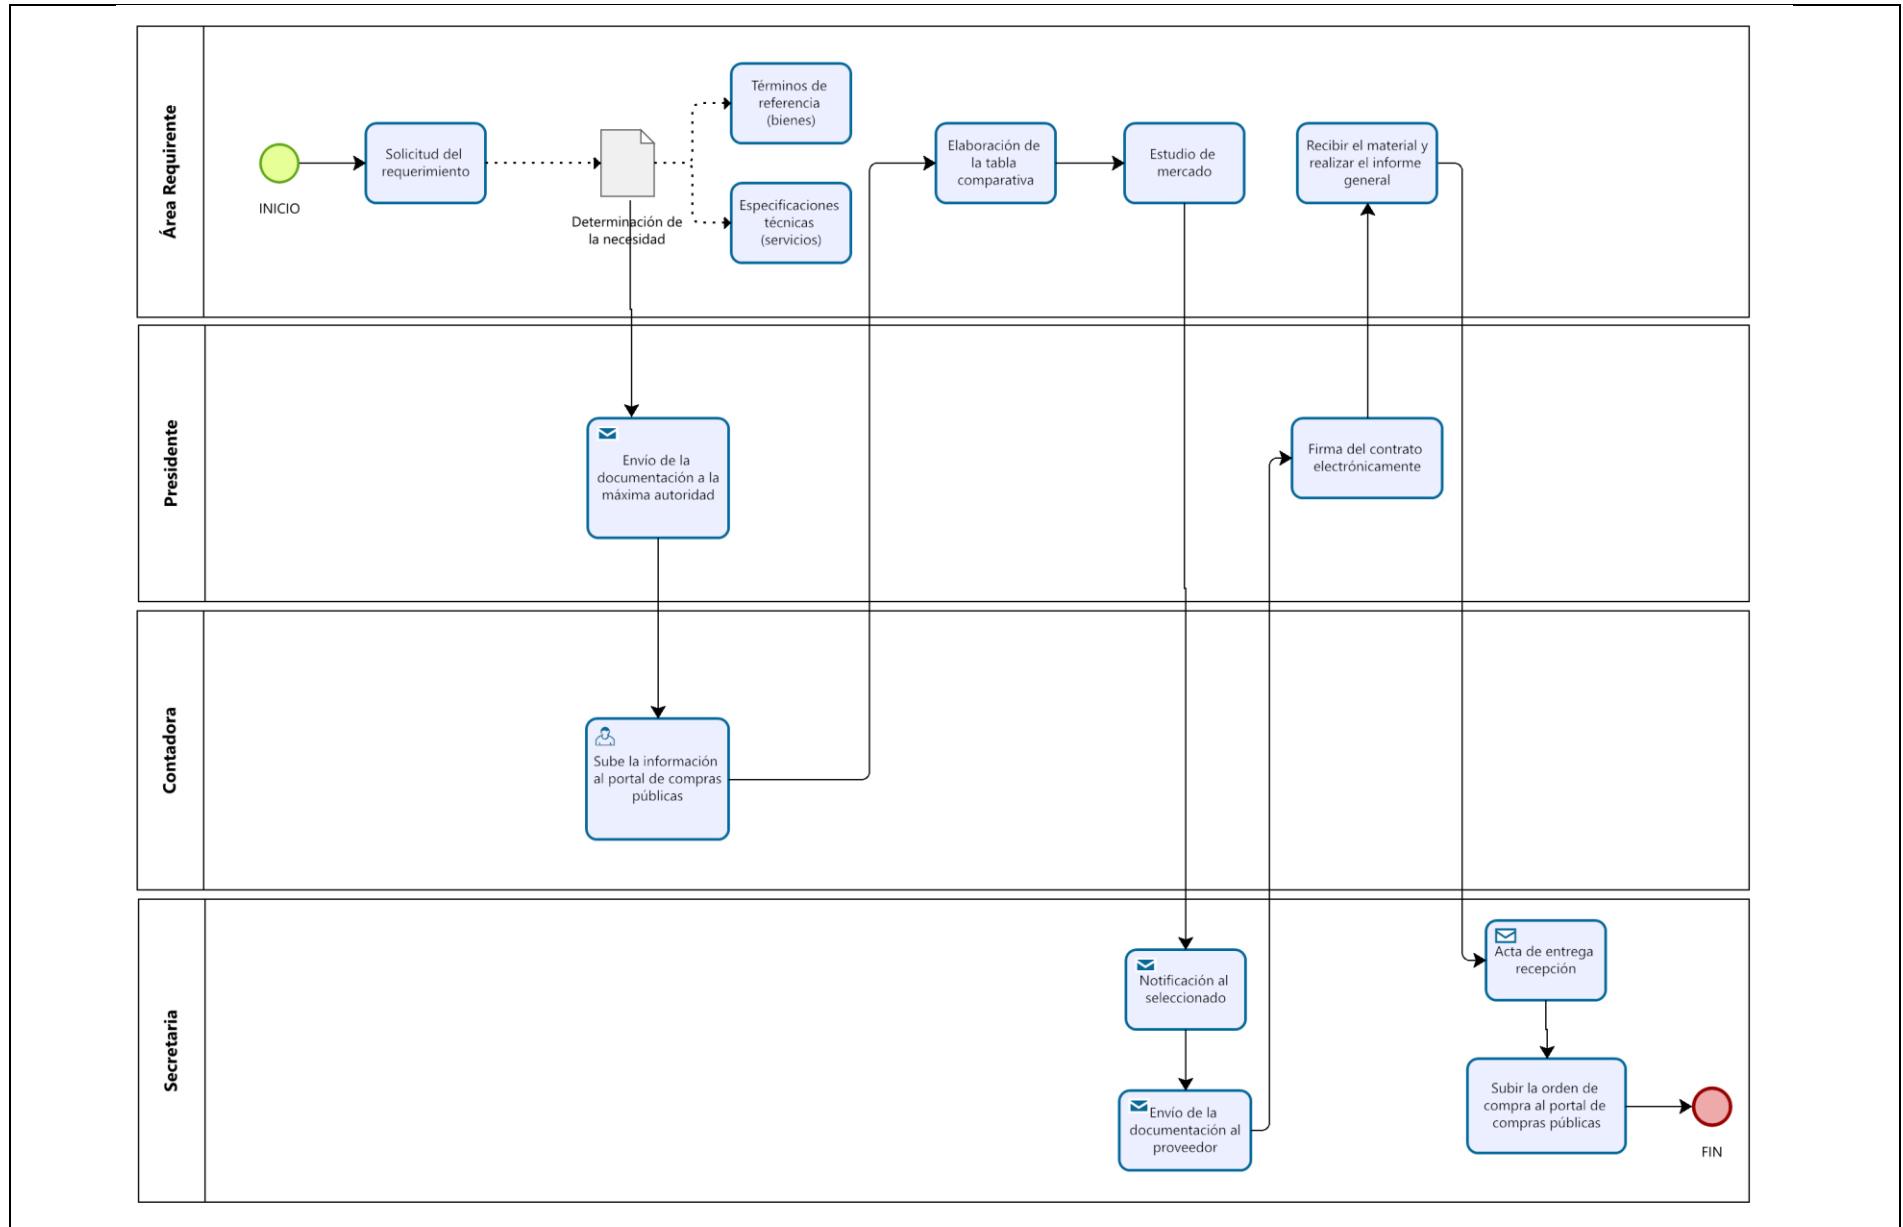 Área Requirente
INICIO
Solicitud del
requerimiento
Determinación de
la necesidad
Términos de
referencia
(bienes)
Especificaciones
técnicas
(servicios)
Elaboración de
la tabla
comparativa
Estudio de
mercado
Recibir el material y
realizar el informe
general
Presidente
Envío de la
documentación a la
máxima autoridad
Firma del contrato
electrónicamente
Contadora
Sube la información
al portal de compras
públicas
Secretaria
Notificación al
seleccionado
Envío de la
documentación al
proveedor
Acta de entrega
recepción
Subir la orden de
compra al portal de
compras públicas
FIN